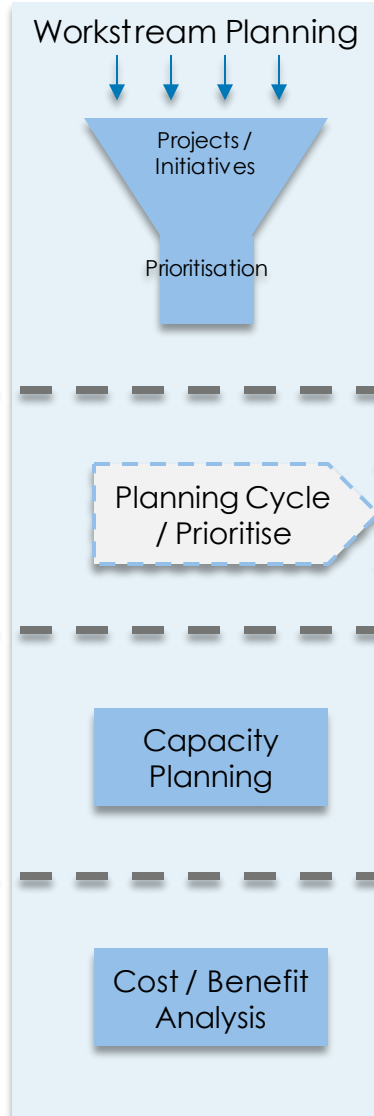 Workstream Planning
Projects /
Initiatives
Prioritisation
Planning Cycle
/ Prioritise
Capacity
Planning
Cost / Benefit
Analysis